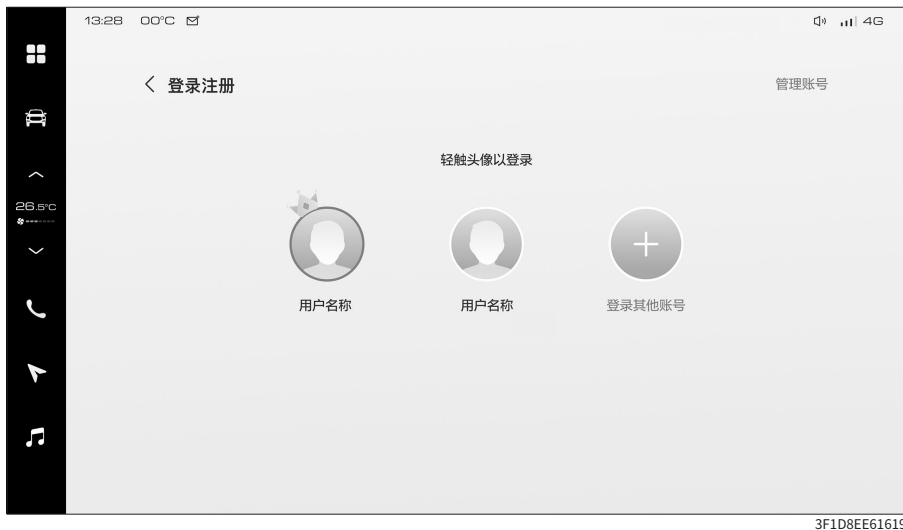 13:28 00°C 4G
登录注册 管理账号
轻触头像以登录
26.5°C
用户名称 用户名称 登录其他账号
3F1D8EE61619